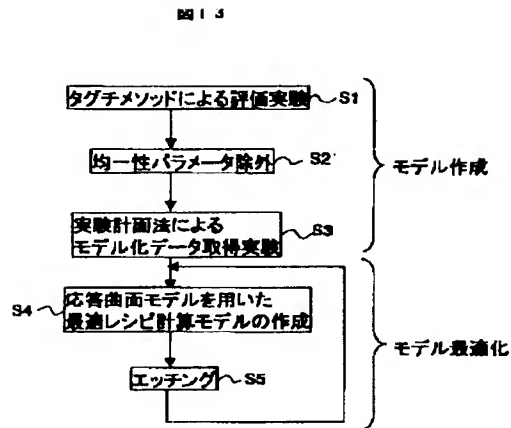 図13
タグチメソッドによる評価実験 S1
均一性パラメータ除外 S2
モデル作成
実験計画法による
モデル化データ取得実験 S3
S4 応答曲面モデルを用いた
最適レシピ計算モデルの作成
モデル最適化
エッチング S5